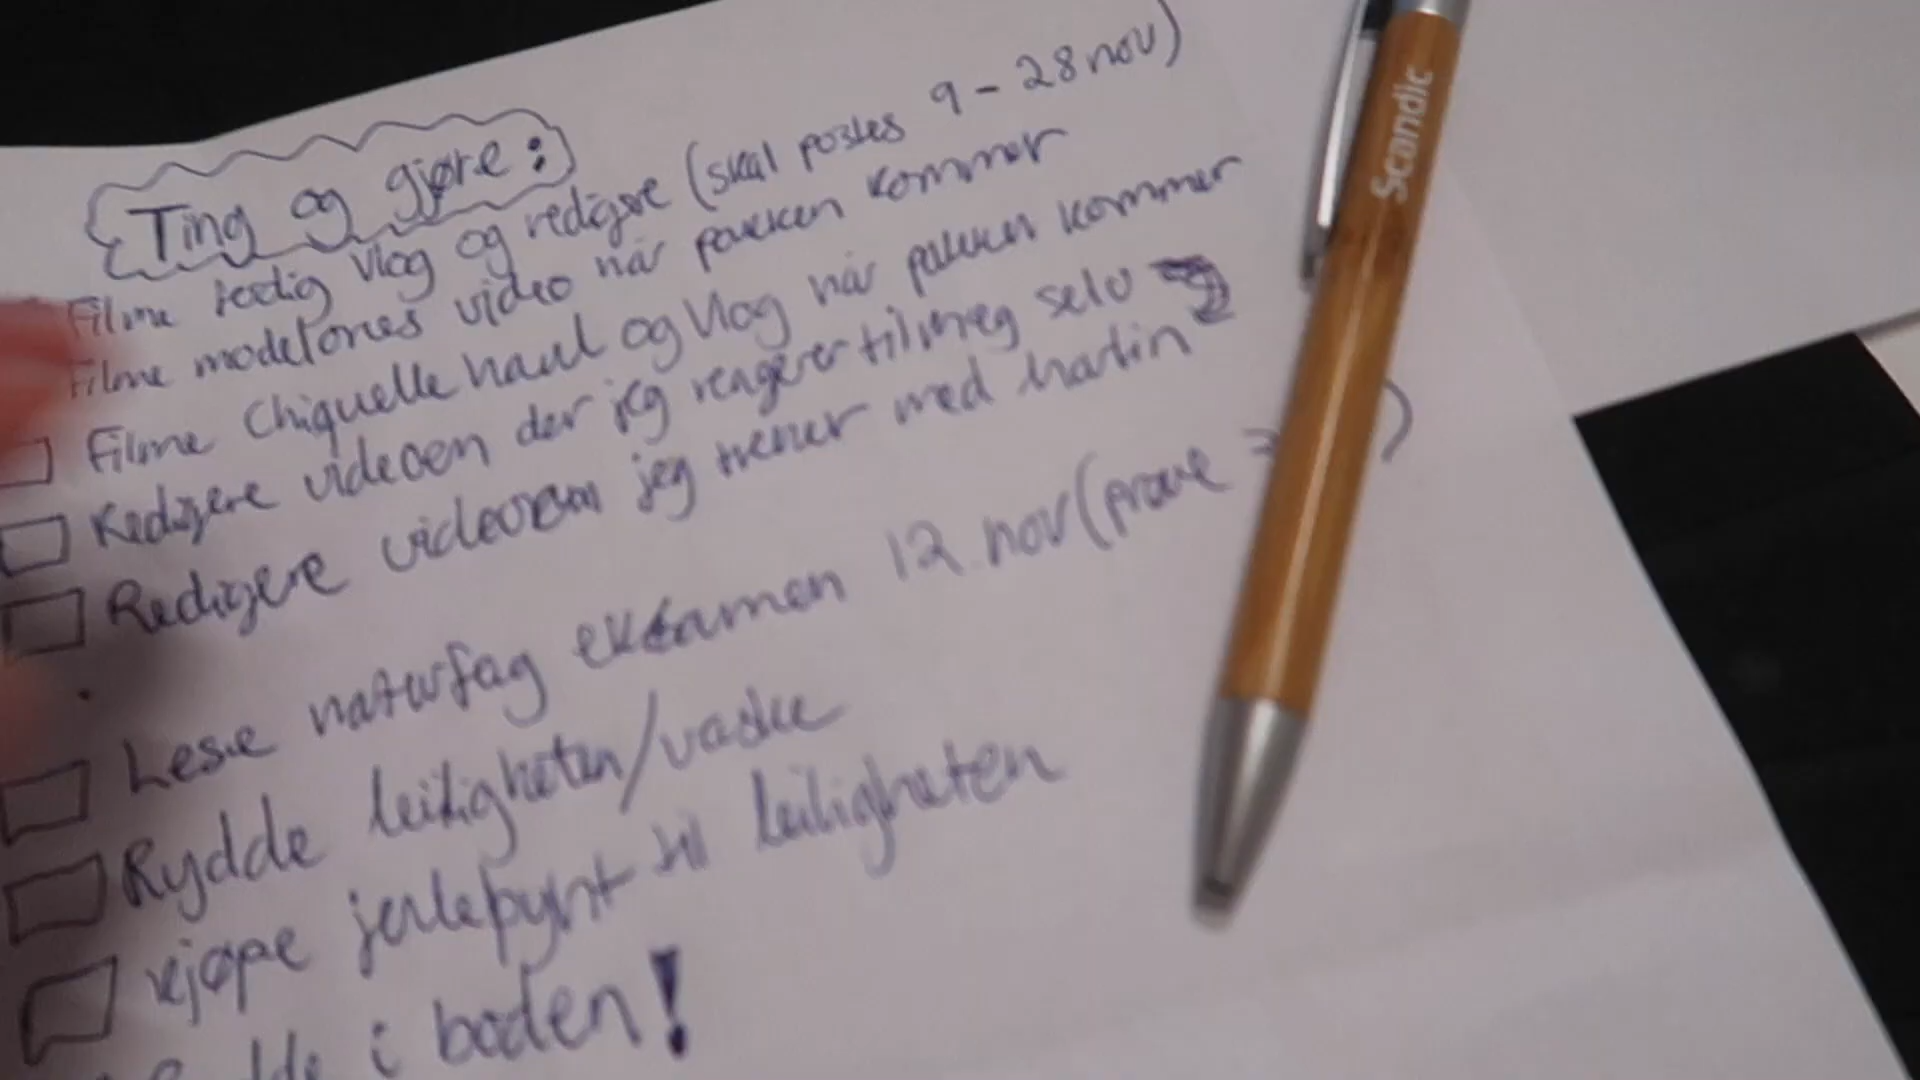 Ting og gjøre:
Filme jodig vlog og redigere (skal postes 9 - 28 nov)
Filme modelones video når pakken kommer
Filme Chiquelle haul og Vlog når pakken kommer
Redigere videoen der jeg reagerer til meg selv
Redigere videoen jeg trener med
Lese naturfag eksamen 12 nov (prøve
Rydde leiligheten/vaske
kjøpe julepynt til leiligheten
i boden!
Scandic